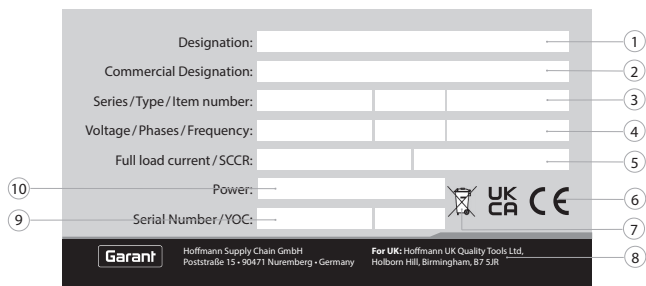 Designation:
1
Commercial Designation:
2
Series/Type/Item number:
3
Voltage/Phases/Frequency:
4
Full load current/SCCR:
5
10
Power:
UK
CA
CE
6
9
Serial Number/YOC:
7
Garant
Hoffmann Supply Chain GmbH
Poststraße 15 • 90471 Nuremberg • Germany
For UK: Hoffmann UK Quality Tools Ltd,
Holborn Hill, Birmingham, B7 5JR
8